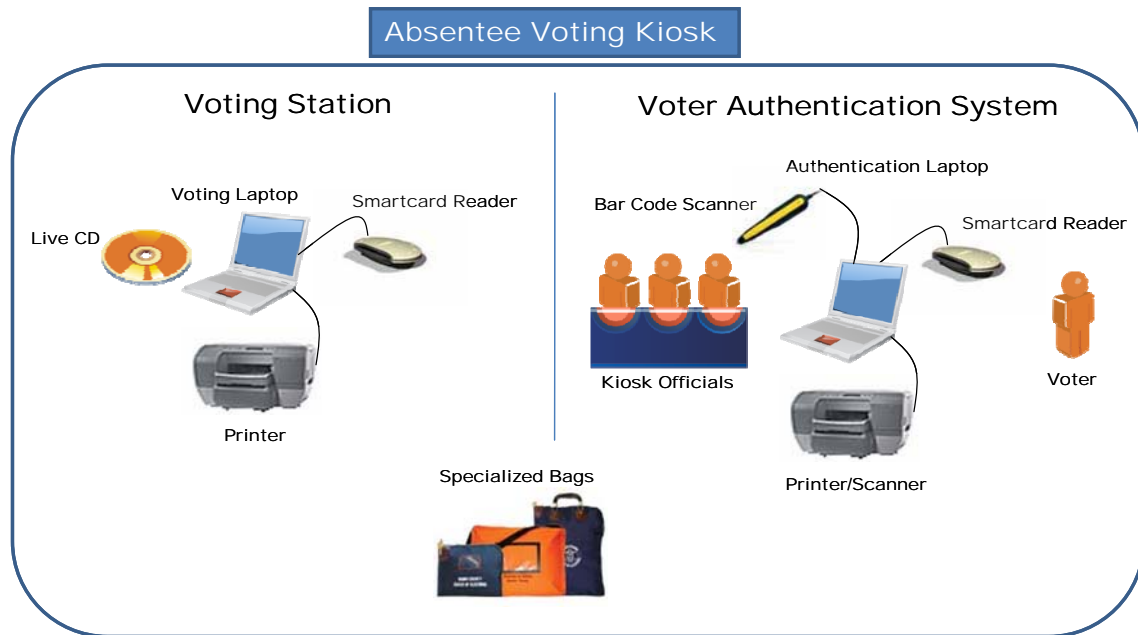 Absentee Voting Kiosk
Voting Station
Voting Laptop
Smartcard Reader
Live CD
Printer
Voter Authentication System
Authentication Laptop
Bar Code Scanner
Smartcard Reader
Kiosk Officials
Voter
Printer/Scanner
Specialized Bags